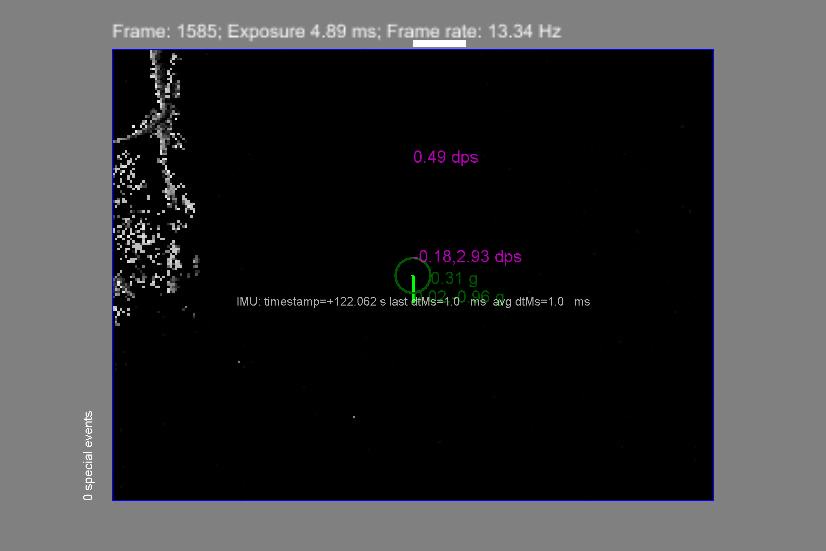 Frame: 1585; Exposure 4.89 ms; Frame rate: 13.34 Hz
0.49 dps
-0.18,2.93 dps
0.31 g
0.96 g
IMU: timestamp=+122.062 s last dtMs=1.0 ms avg dtMs=1.0 ms
0 special events